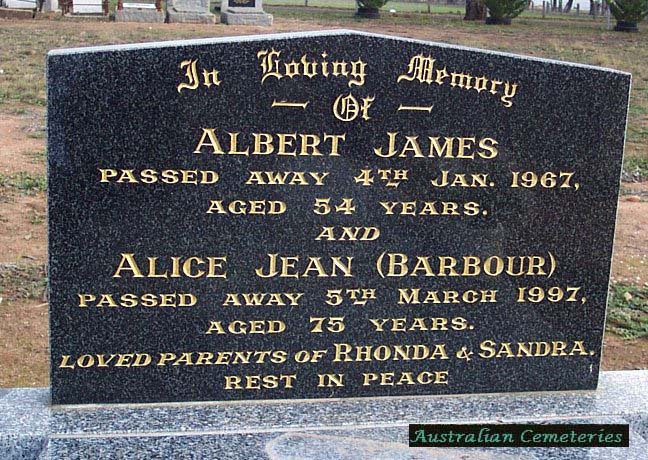 In Loving Memory
— Of —
ALBERT JAMES
PASSED AWAY 4TH JAN. 1967,
AGED 54 YEARS.
AND
ALICE JEAN (BARBOUR)
PASSED AWAY 5TH MARCH 1997,
AGED 75 YEARS.
LOVED PARENTS OF RHONDA & SANDRA.
REST IN PEACE
Australian Cemeteries